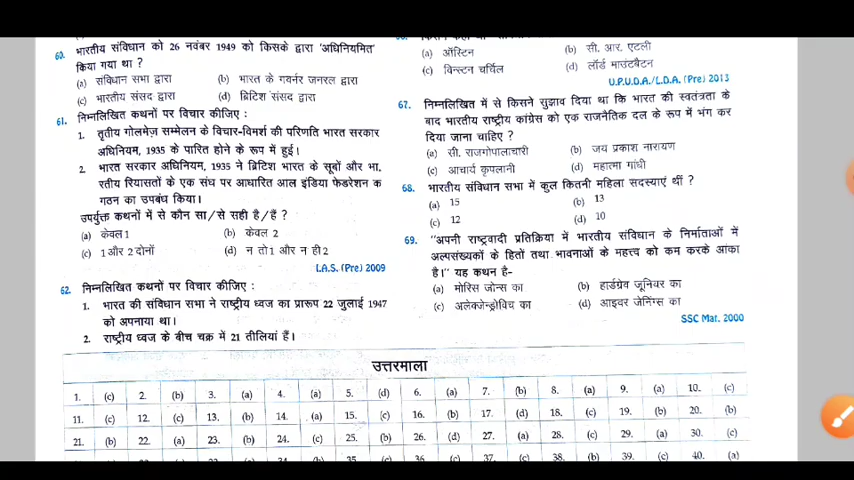 60. भारतीय संविधान को 26 नवंबर 1949 को किसके द्वारा 'अधिनियमित'
किया गया था ?
(a) संविधान सभा द्वारा (b) भारत के गवर्नर जनरल द्वारा
(c) भारतीय संसद द्वारा (d) ब्रिटिश संसद द्वारा
61. निम्नलिखित कथनों पर विचार कीजिए :
1. तृतीय गोलमेज़ सम्मेलन के विचार-विमर्श की परिणति भारत सरकार
अधिनियम, 1935 के पारित होने के रूप में हुई।
2. भारत सरकार अधिनियम, 1935 ने ब्रिटिश भारत के सूबों और भा,
रतीय रियासतों के एक संघ पर आधारित आल इंडिया फेडरेशन क
गठन का उपबंध किया।
उपर्युक्त कथनों में से कौन सा/से सही है/हैं ?
(a) केवल 1 (b) केवल 2
(c) 1 और 2 दोनों (d) न तो 1 और न ही 2
I.A.S. (Pre) 2009
62. निम्नलिखित कथनों पर विचार कीजिए :
1. भारत की संविधान सभा ने राष्ट्रीय ध्वज का प्रारूप 22 जुलाई 1947
को अपनाया था।
2. राष्ट्रीय ध्वज के बीच चक्र में 21 तीलियां हैं।
(a) ऑस्टिन (b) सी. आर. एटली
(c) विन्स्टन चर्चिल (d) लॉर्ड माउंटबैटन
U.P.U.D.A./L.D.A. (Pre) 2013
67. निम्नलिखित में से किसने सुझाव दिया था कि भारत की स्वतंत्रता के
बाद भारतीय राष्ट्रीय कांग्रेस को एक राजनैतिक दल के रूप में भंग कर
दिया जाना चाहिए ?
(a) सी. राजगोपालाचारी (b) जय प्रकाश नारायण
(c) आचार्य कृपलानी (d) महात्मा गांधी
68. भारतीय संविधान सभा में कुल कितनी महिला सदस्याएं थीं ?
(a) 15 (b) 13
(c) 12 (d) 10
69. "अपनी राष्ट्रवादी प्रतिक्रिया में भारतीय संविधान के निर्माताओं में
अल्पसंख्यकों के हितों तथा भावनाओं के महत्त्व को कम करके आंका
है।" यह कथन है-
(a) मोरिस जोन्स का (b) हार्डग्रेव जूनियर का
(c) अलेक्जेन्ड्रोविच का (d) आइवर जेनिंग्स का
SSC Mat. 2000
उत्तरमाला
1. (c) 2. (b) 3. (a) 4. (a) 5. (d) 6. (a) 7. (b) 8. (a) 9. (a) 10. (c)
11. (c) 12. (c) 13. (b) 14. (a) 15. (c) 16. (b) 17. (d) 18. (c) 19. (b) 20. (b)
21. (b) 22. (a) 23. (b) 24. (c) 25. (b) 26. (d) 27. (a) 28. (c) 29. (a) 30. (c)
(b) 35. (c) 36. (c) 37. (c) 38. (b) 39. (c) 40. (a)